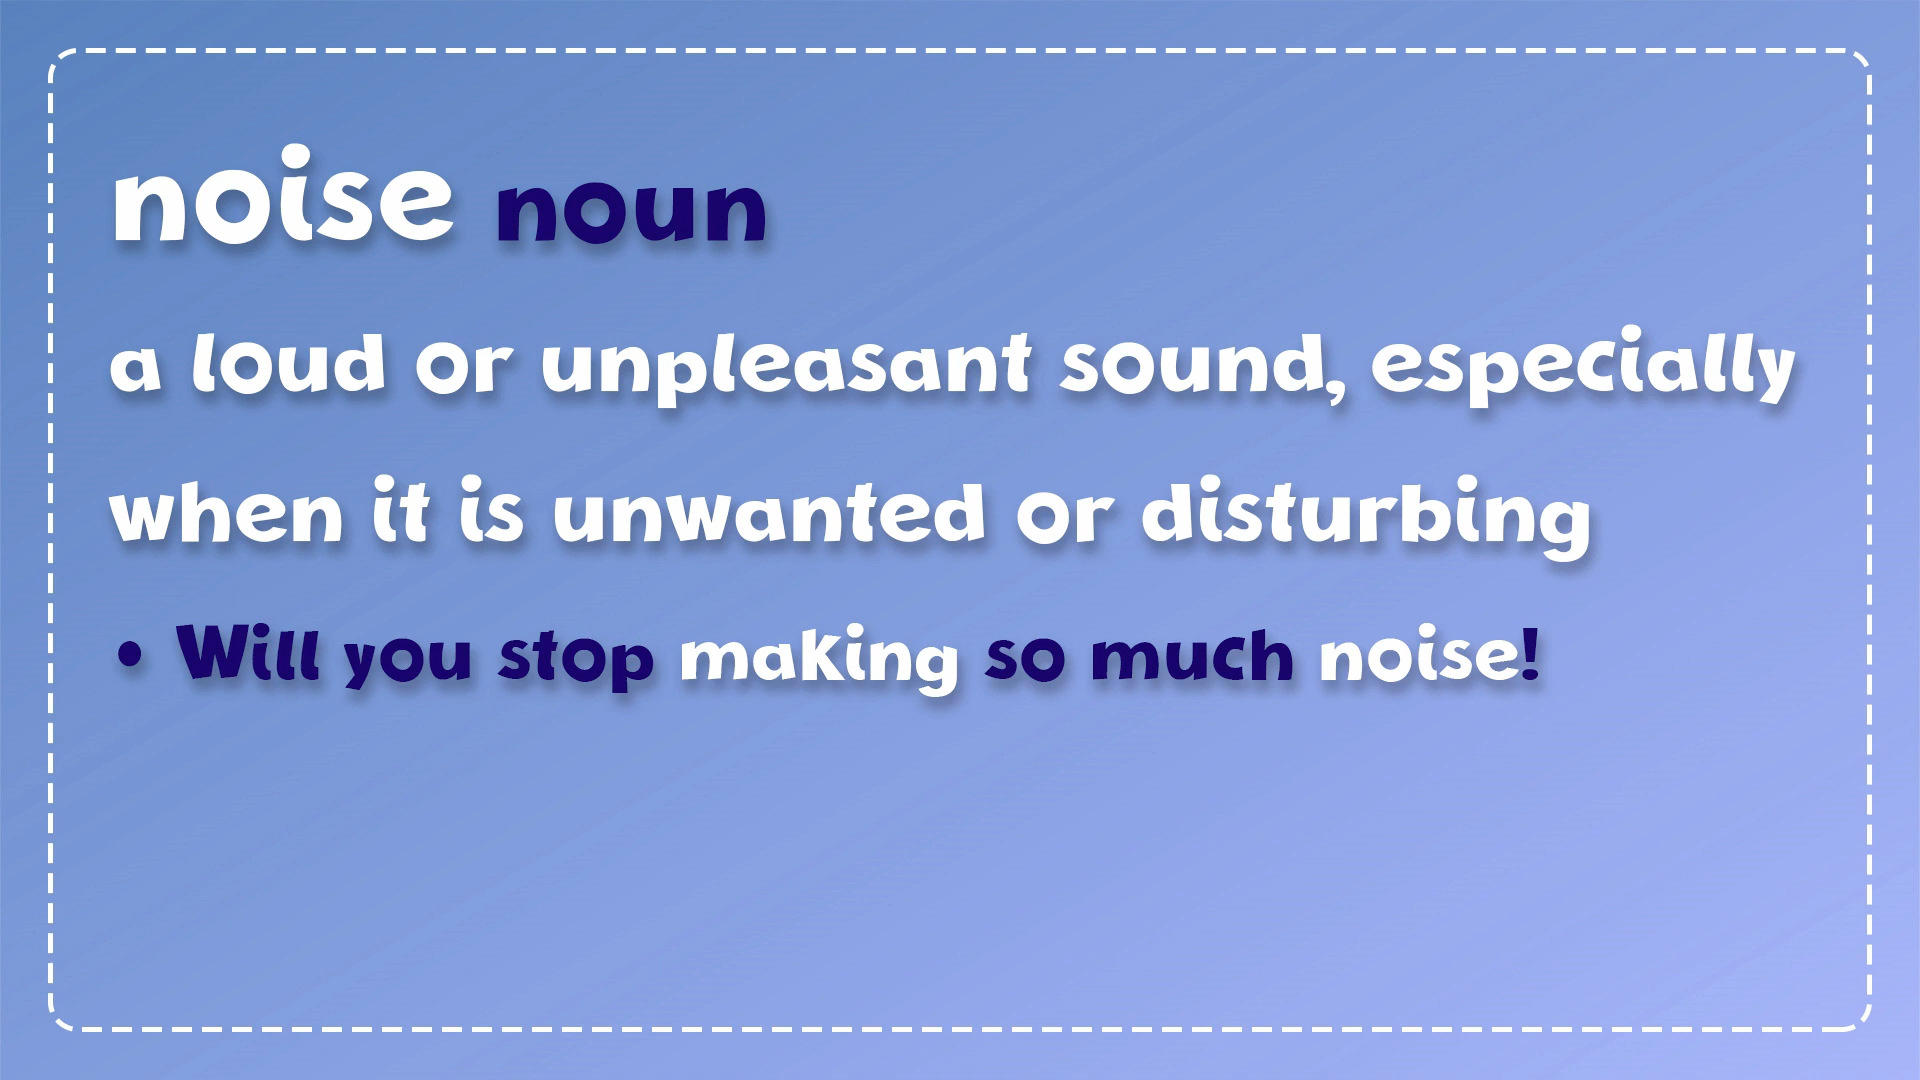 noise noun
a loud or unpleasant sound, especially
when it is unwanted or disturbing
• Will you stop making so much noise!